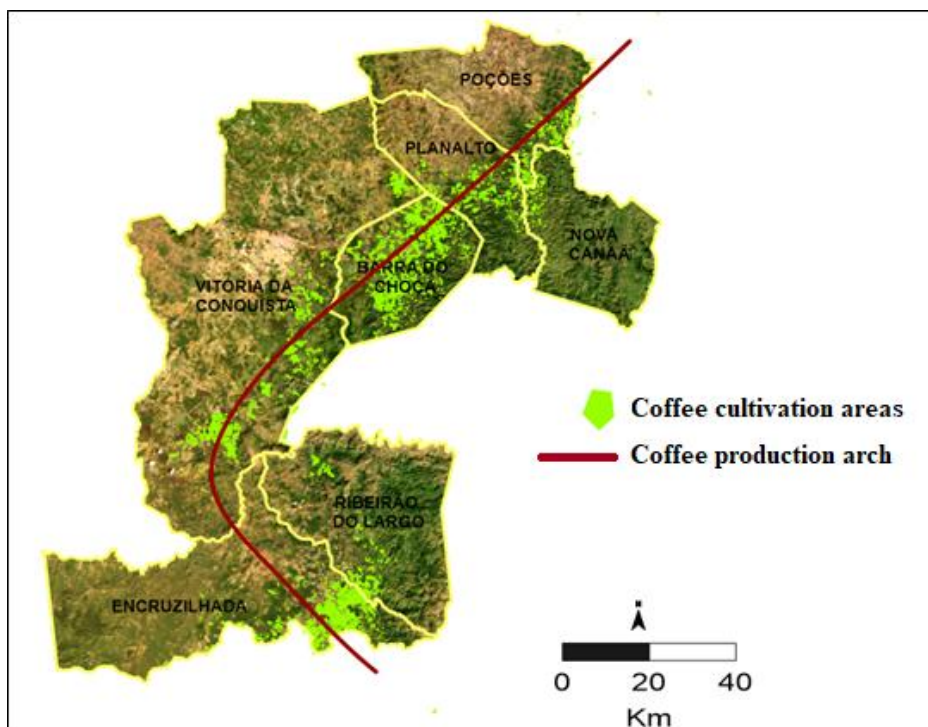 POÇÕES
PLANALTO
NOVA
CANAÃ
BARRA DO
CHOÇA
VITÓRIA DA
CONQUISTA
Coffee cultivation areas
Coffee production arch
RIBEIRÃO
DO LARGO
ENCRUZILHADA
0 20 40
Km